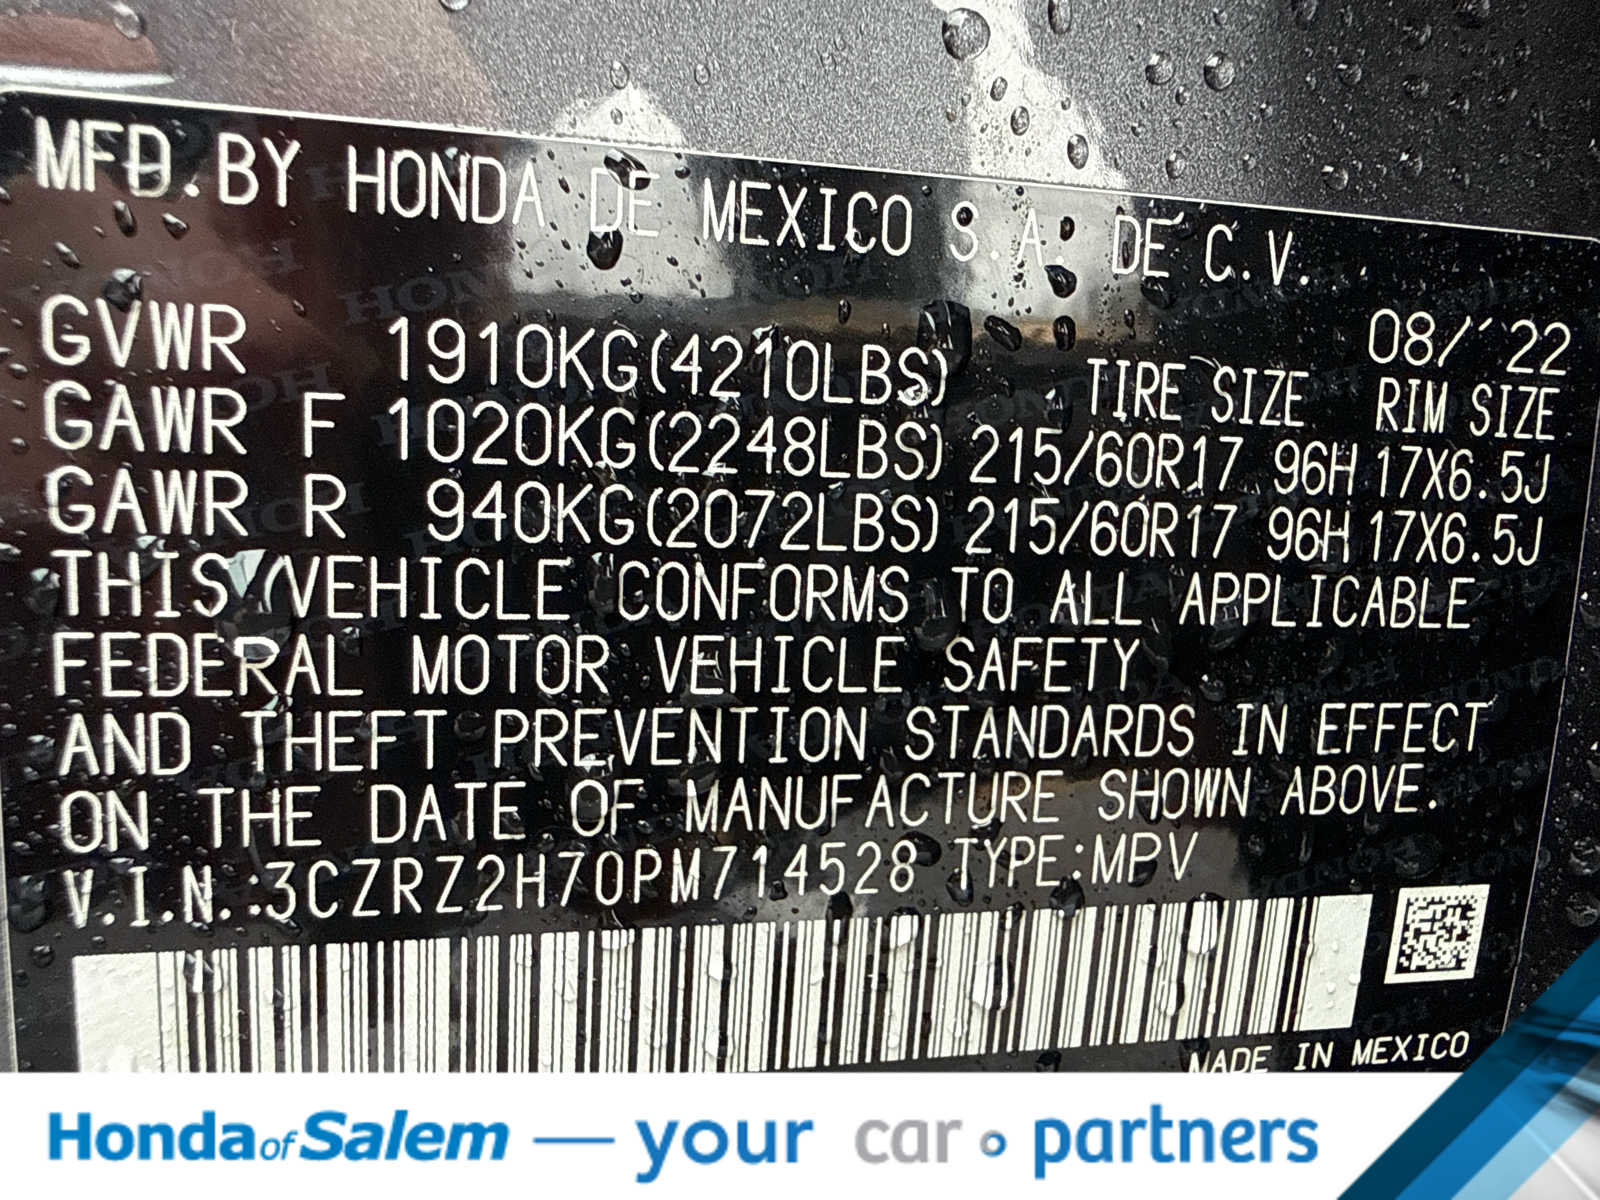 MFD. BY HONDA DE MEXICO S.A. DE C.V.
08/'22
GVWR 1910KG(4210LBS) TIRE SIZE RIM SIZE
GAWR F 1020KG(2248LBS) 215/60R17 96H 17X6.5J
GAWR R 940KG(2072LBS) 215/60R17 96H 17X6.5J
THIS VEHICLE CONFORMS TO ALL APPLICABLE
FEDERAL MOTOR VEHICLE SAFETY
AND THEFT PREVENTION STANDARDS IN EFFECT
ON THE DATE OF MANUFACTURE SHOWN ABOVE.
V.I.N.:3CZRZ2H70PM714528 TYPE:MPV
MADE IN MEXICO
Honda of Salem — your car partners